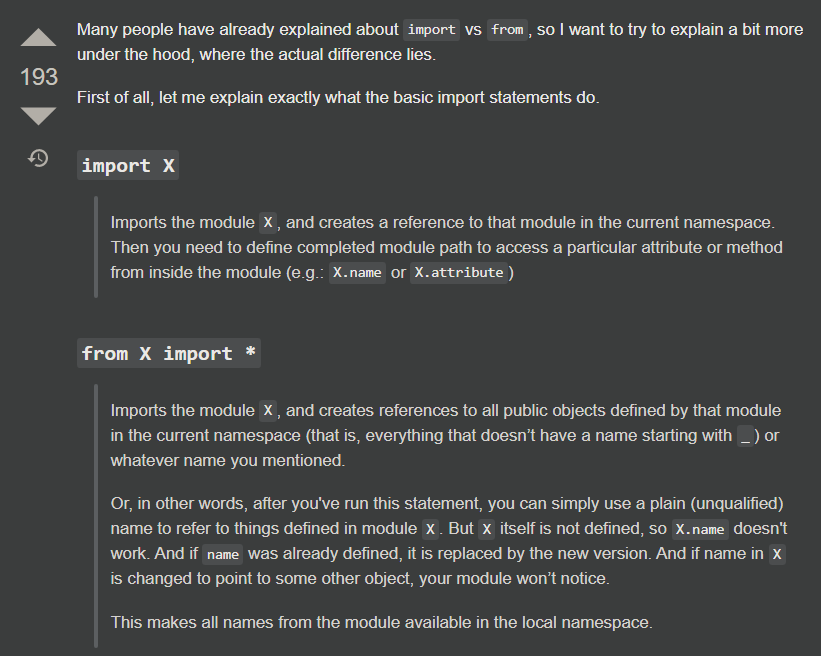 Many people have already explained about import vs from, so I want to try to explain a bit more
under the hood, where the actual difference lies.
193
First of all, let me explain exactly what the basic import statements do.
import X
Imports the module X, and creates a reference to that module in the current namespace.
Then you need to define completed module path to access a particular attribute or method
from inside the module (e.g.: X.name or X.attribute)
from X import *
Imports the module X, and creates references to all public objects defined by that module
in the current namespace (that is, everything that doesn’t have a name starting with _) or
whatever name you mentioned.
Or, in other words, after you've run this statement, you can simply use a plain (unqualified)
name to refer to things defined in module X. But X itself is not defined, so X.name doesn't
work. And if name was already defined, it is replaced by the new version. And if name in X
is changed to point to some other object, your module won’t notice.
This makes all names from the module available in the local namespace.